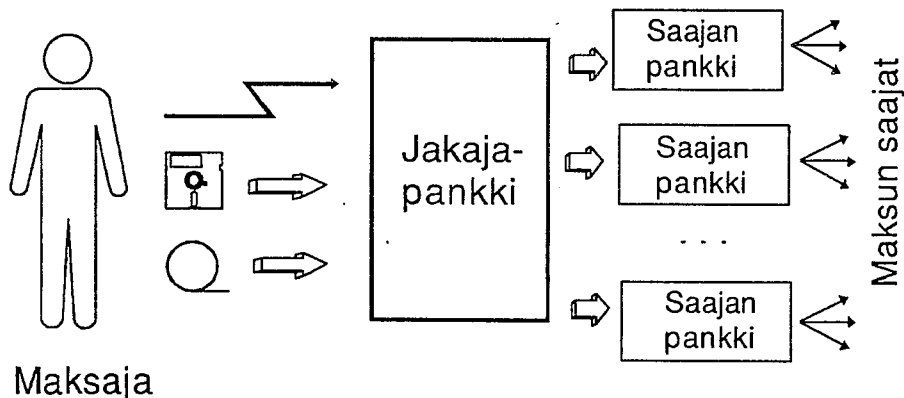 Saajan
pankki
Jakaja-
pankki
Saajan
pankki
. . .
Saajan
pankki
Maksun saajat
Maksaja